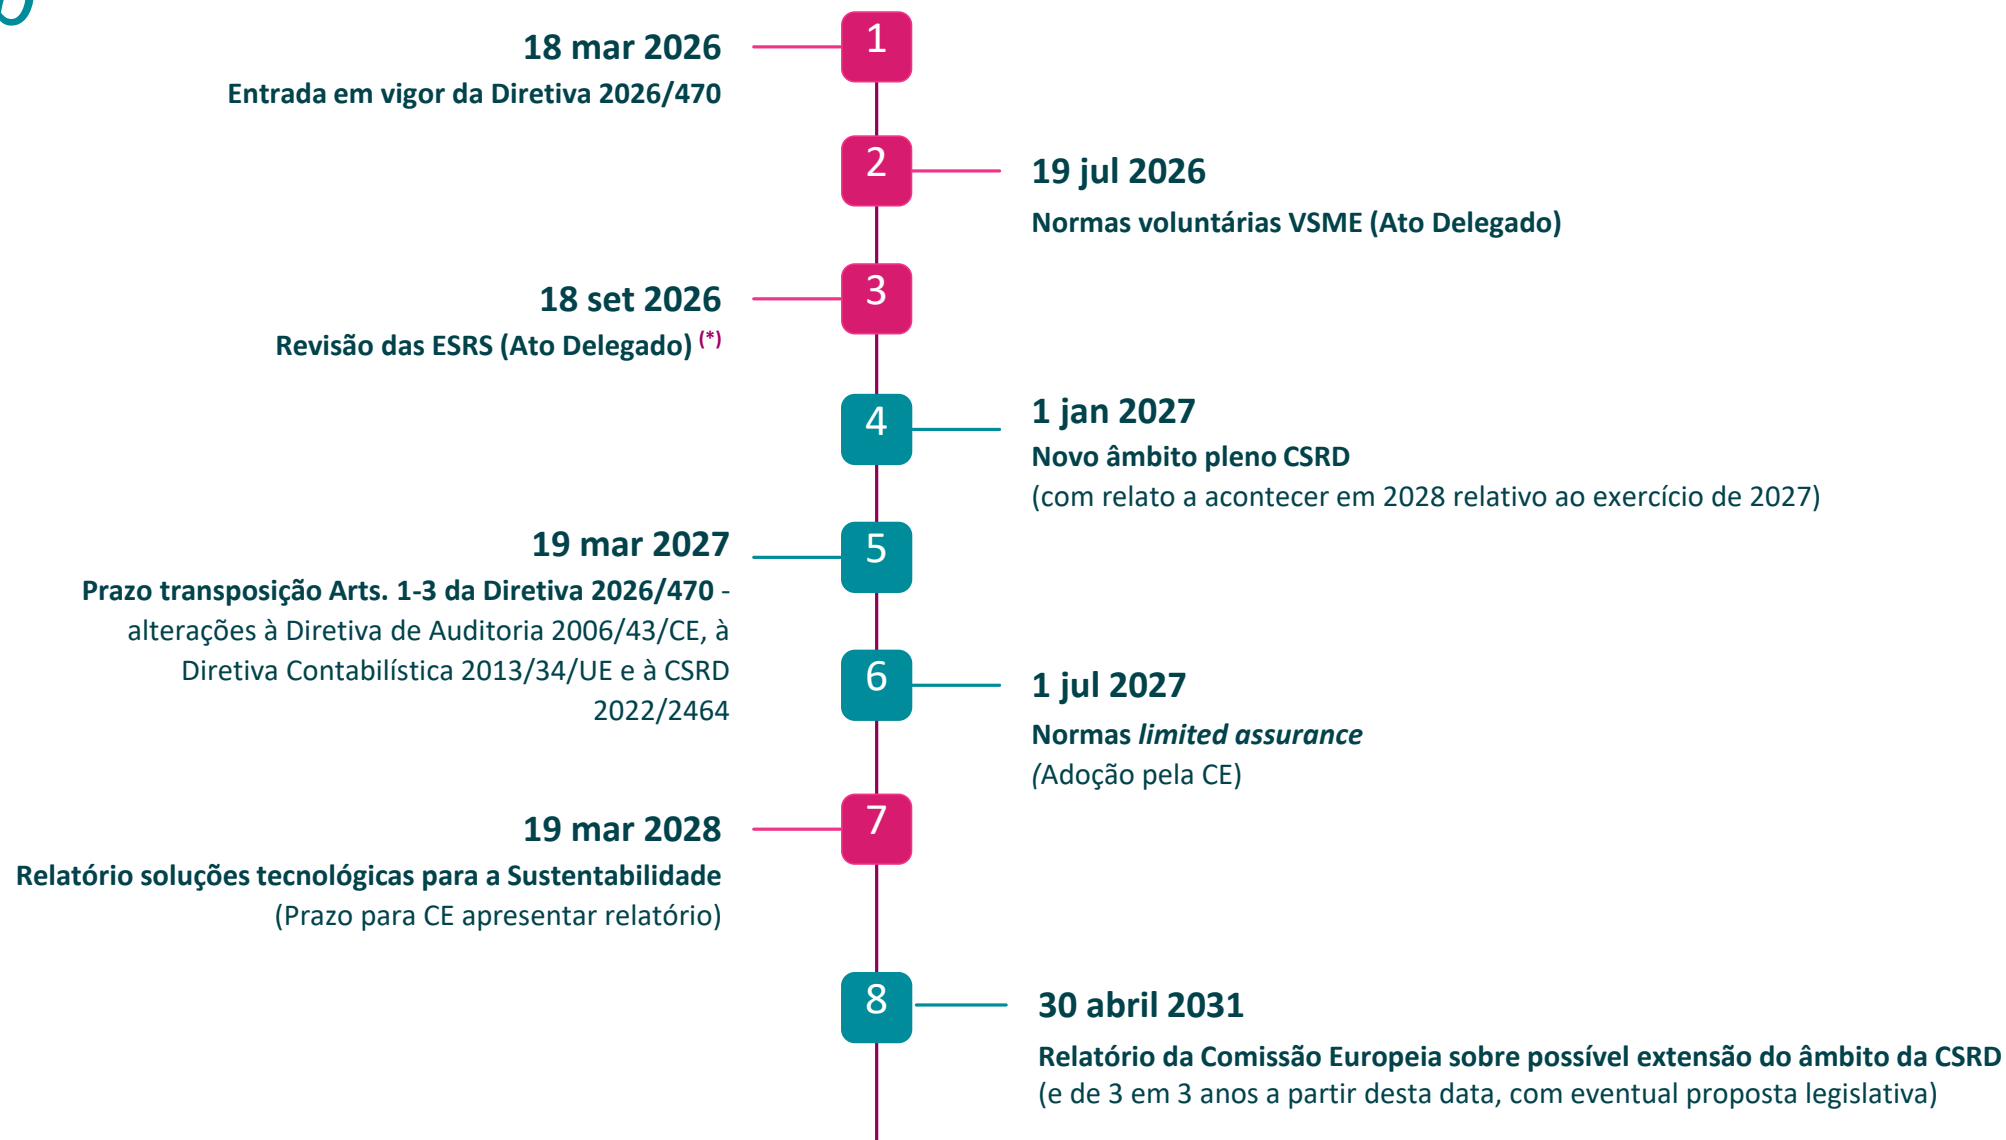 1
18 mar 2026
Entrada em vigor da Diretiva 2026/470
2
19 jul 2026
Normas voluntárias VSME (Ato Delegado)
3
18 set 2026
Revisão das ESRS (Ato Delegado) (*)
4
1 jan 2027
Novo âmbito pleno CSRD
(com relato a acontecer em 2028 relativo ao exercício de 2027)
5
19 mar 2027
Prazo transposição Arts. 1-3 da Diretiva 2026/470 -
alterações à Diretiva de Auditoria 2006/43/CE, à
Diretiva Contabilística 2013/34/UE e à CSRD
2022/2464
6
1 jul 2027
Normas limited assurance
(Adoção pela CE)
7
19 mar 2028
Relatório soluções tecnológicas para a Sustentabilidade
(Prazo para CE apresentar relatório)
8
30 abril 2031
Relatório da Comissão Europeia sobre possível extensão do âmbito da CSRD
(e de 3 em 3 anos a partir desta data, com eventual proposta legislativa)